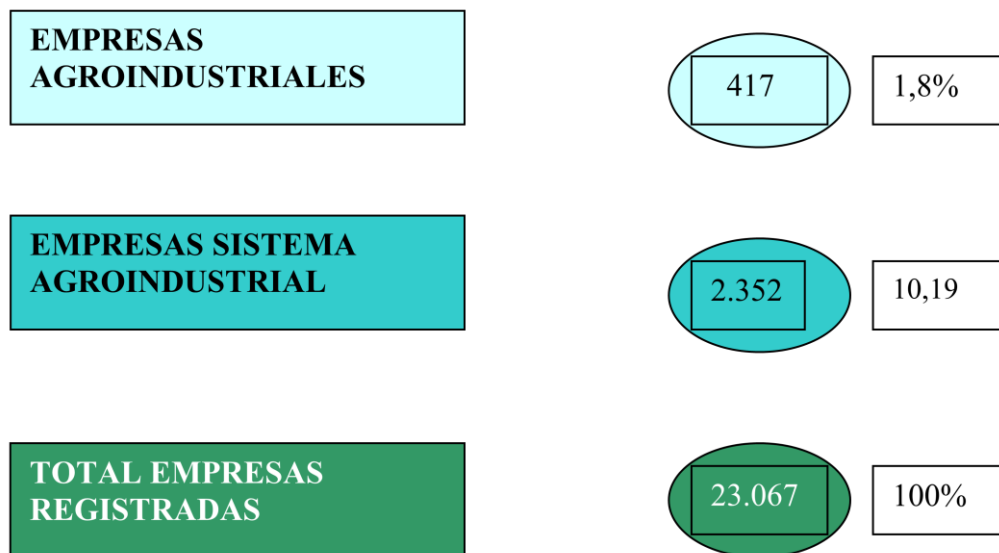 EMPRESAS
AGROINDUSTRIALES
417
1,8%
EMPRESAS SISTEMA
AGROINDUSTRIAL
2.352
10,19
TOTAL EMPRESAS
REGISTRADAS
23.067
100%